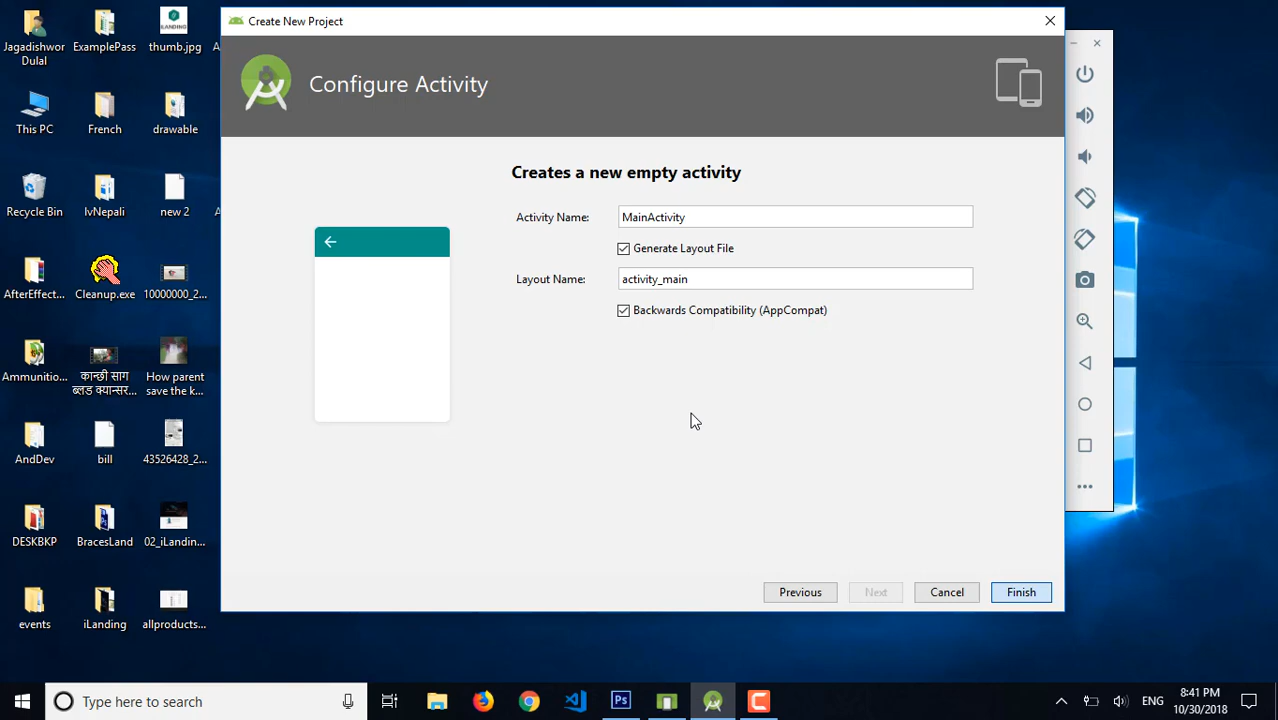 Create New Project
Configure Activity
Creates a new empty activity
Activity Name:
MainActivity
Generate Layout File
Layout Name:
activity_main
Backwards Compatibility (AppCompat)
Previous
Next
Cancel
Finish
Jagadishwor
Dulal
ExamplePass
thumb.jpg
This PC
French
drawable
Recycle Bin
IvNepali
new 2
AfterEffect...
Cleanup.exe
10000000_2...
Ammunitio...
कान्छी साग
ब्लड क्यान्सर...
How parent
save the k...
AndDev
bill
43526428_2...
DESKBKP
BracesLand
02_iLandin...
events
iLanding
allproducts...
Type here to search
Ps
ENG
8:41 PM
10/30/2018